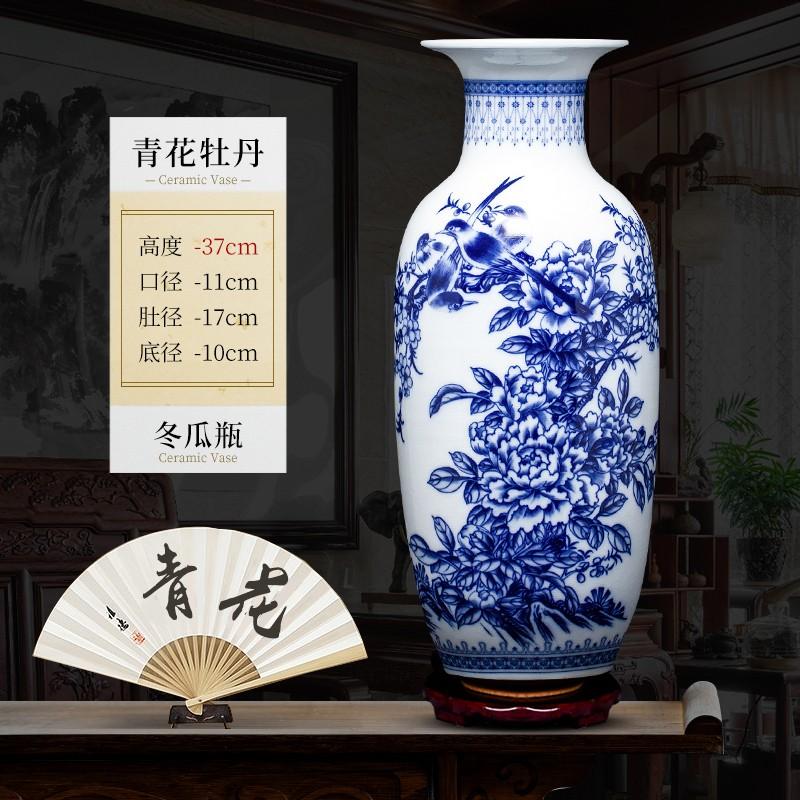 青花牡丹
Ceramic Vase
高度 -37cm
口径 -11cm
肚径 -17cm
底径 -10cm
冬瓜瓶
Ceramic Vase
青花